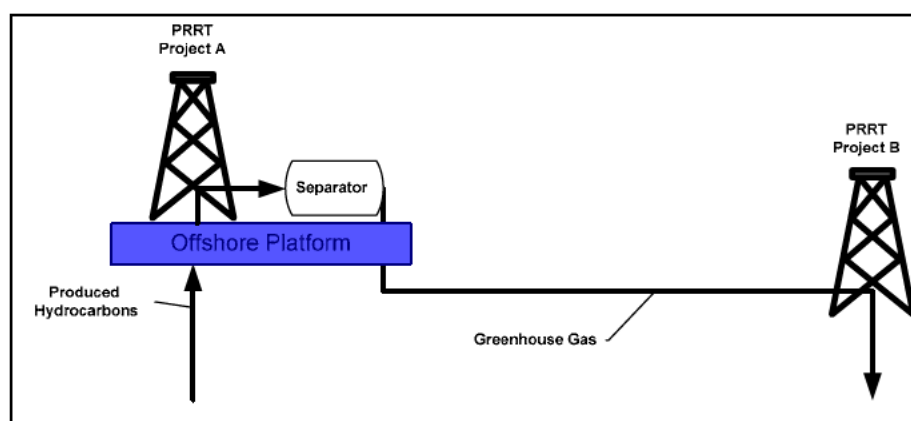 PRRT
Project A
PRRT
Project B
Separator
Offshore Platform
Produced
Hydrocarbons
Greenhouse Gas